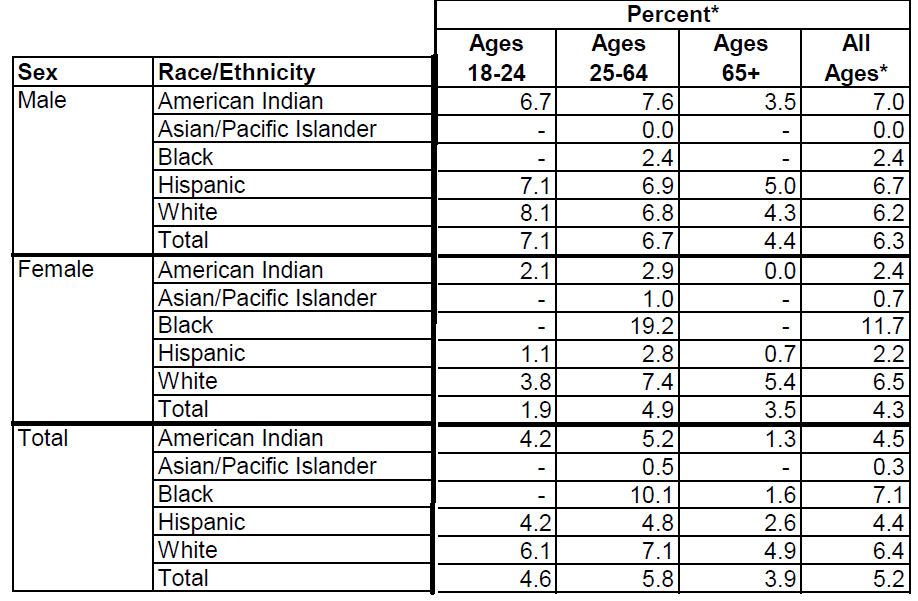 Percent*
Sex Race/Ethnicity Ages 18-24 Ages 25-64 Ages 65+ All Ages*
Male American Indian 6.7 7.6 3.5 7.0
Asian/Pacific Islander - 0.0 - 0.0
Black - 2.4 - 2.4
Hispanic 7.1 6.9 5.0 6.7
White 8.1 6.8 4.3 6.2
Total 7.1 6.7 4.4 6.3
Female American Indian 2.1 2.9 0.0 2.4
Asian/Pacific Islander - 1.0 - 0.7
Black - 19.2 - 11.7
Hispanic 1.1 2.8 0.7 2.2
White 3.8 7.4 5.4 6.5
Total 1.9 4.9 3.5 4.3
Total American Indian 4.2 5.2 1.3 4.5
Asian/Pacific Islander - 0.5 - 0.3
Black - 10.1 1.6 7.1
Hispanic 4.2 4.8 2.6 4.4
White 6.1 7.1 4.9 6.4
Total 4.6 5.8 3.9 5.2